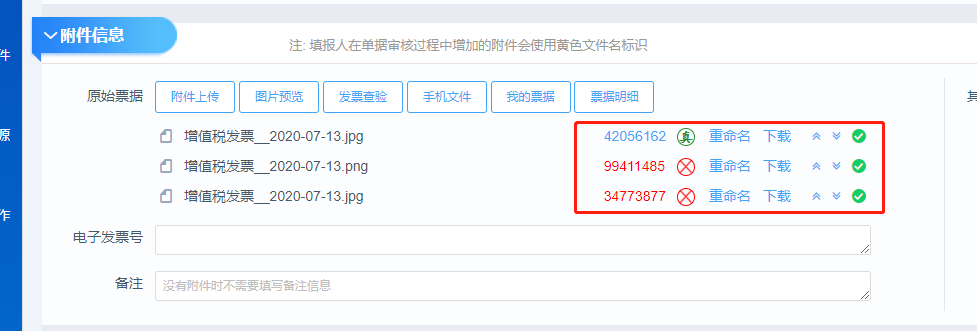 附件信息
注: 填报人在单据审核过程中增加的附件会使用黄色文件名标识
件
原始票据 附件上传 图片预览 发票查验 手机文件 我的票据 票据明细
源
增值税发票__2020-07-13.jpg 42056162 真 重命名 下载
增值税发票__2020-07-13.png 99411485 重命名 下载
增值税发票__2020-07-13.jpg 34773877 重命名 下载
作
电子发票号
备注 没有附件时不需要填写备注信息